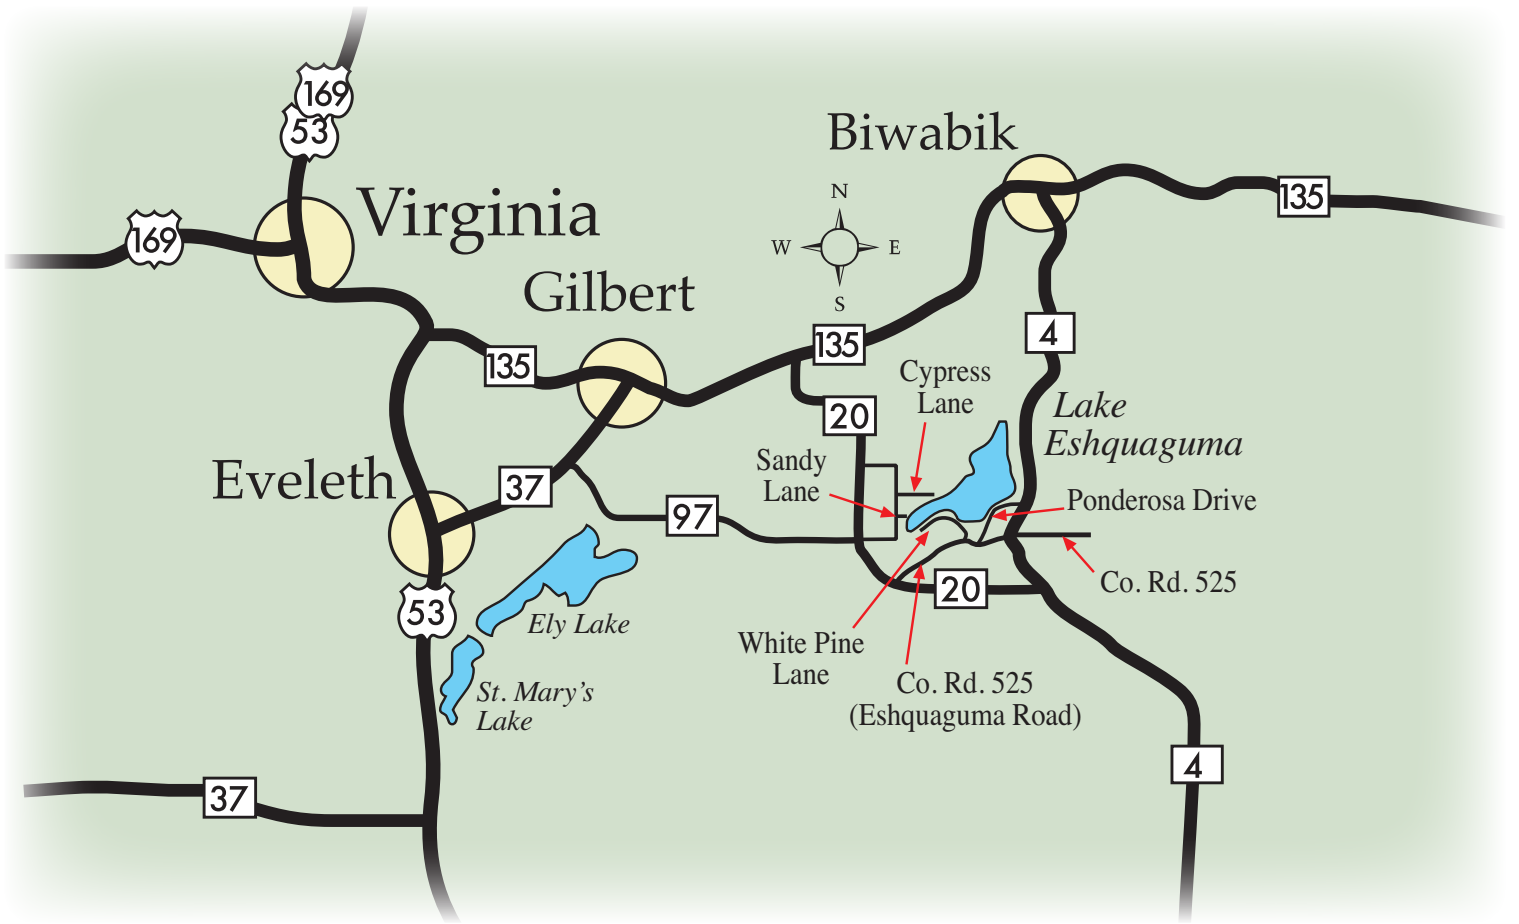 169
53
Biwabik
135
N
Virginia
169
W
E
Gilbert
S
4
135
135
Cypress
Lane
Lake
Eshquaguma
20
Sandy
Lane
Eveleth
37
97
Ponderosa Drive
Co. Rd. 525
20
53
Ely Lake
White Pine
Lane
Co. Rd. 525
(Eshquaguma Road)
St. Mary's
Lake
4
37